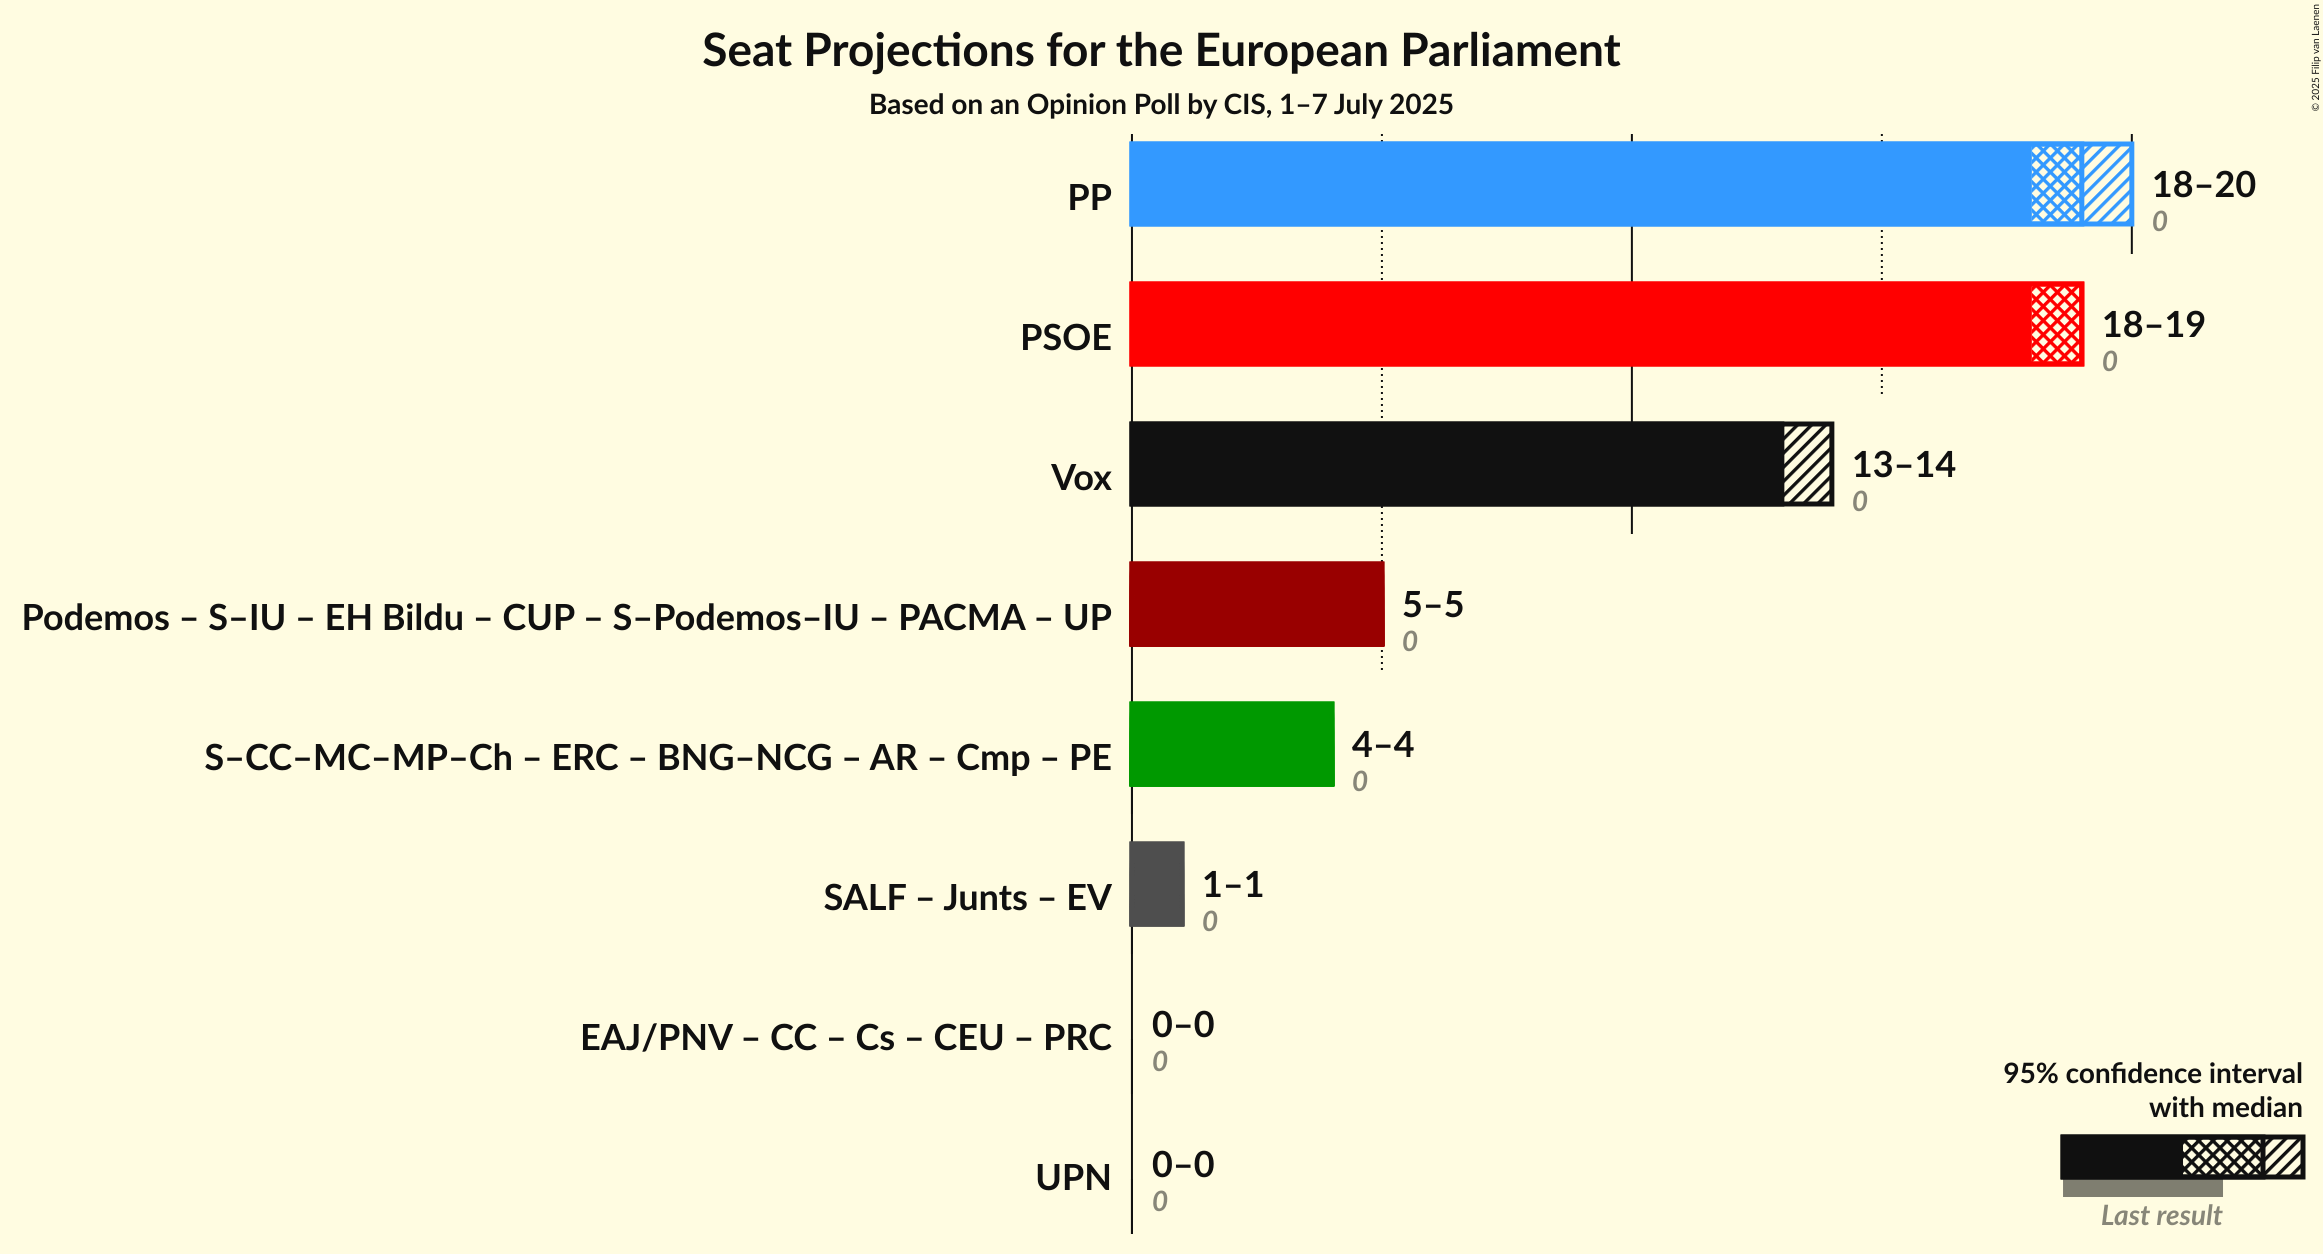 Seat Projections for the European Parliament
Based on an Opinion Poll by CIS, 1–7 July 2025
© 2025 Filip van Laenen
PP
18–20
0
PSOE
18–19
0
Vox
13–14
0
Podemos – S–IU – EH Bildu – CUP – S–Podemos–IU – PACMA – UP
5–5
0
S–CC–MC–MP–Ch – ERC – BNG–NCG – AR – Cmp – PE
4–4
0
SALF – Junts – EV
1–1
0
EAJ/PNV – CC – Cs – CEU – PRC
0–0
0
UPN
0–0
0
95% confidence interval
with median
Last result